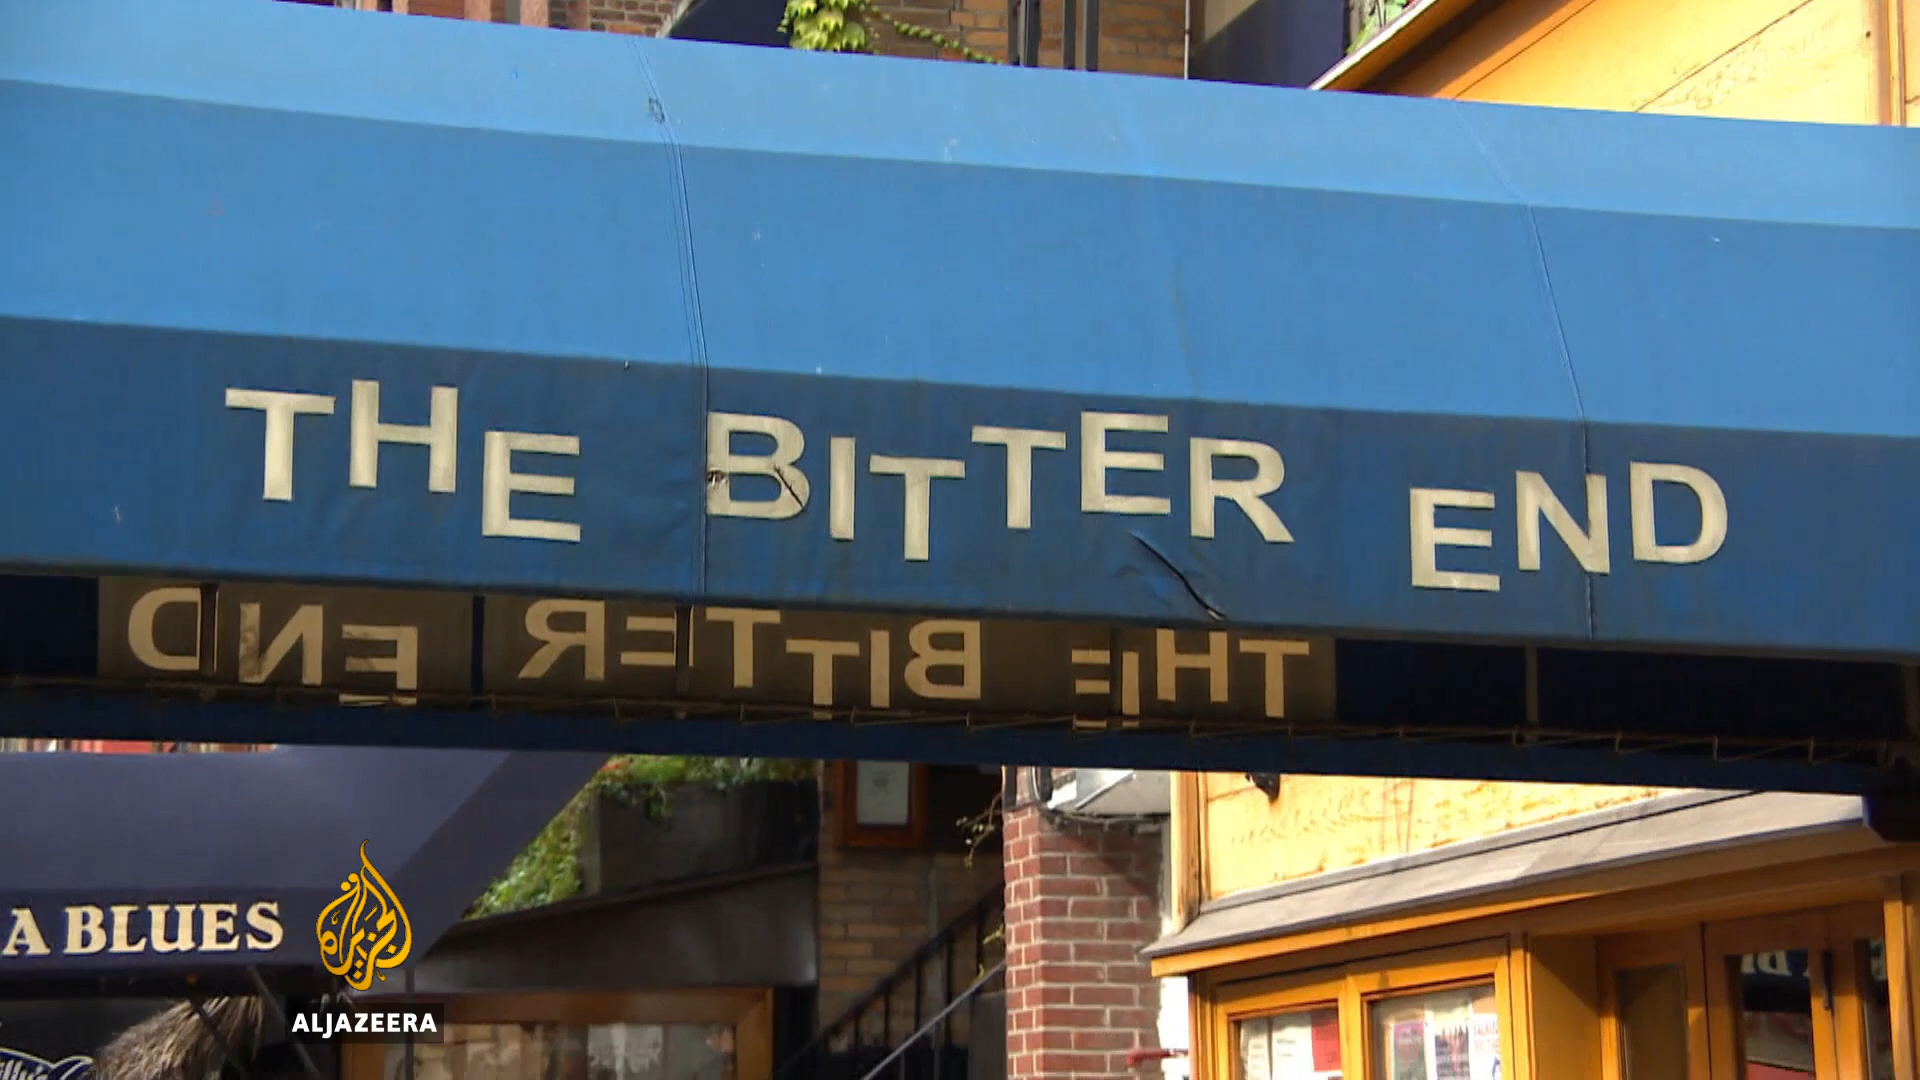 THE BITTER END
THE BITTER END
A BLUES
الجزيرة
ALJAZEERA